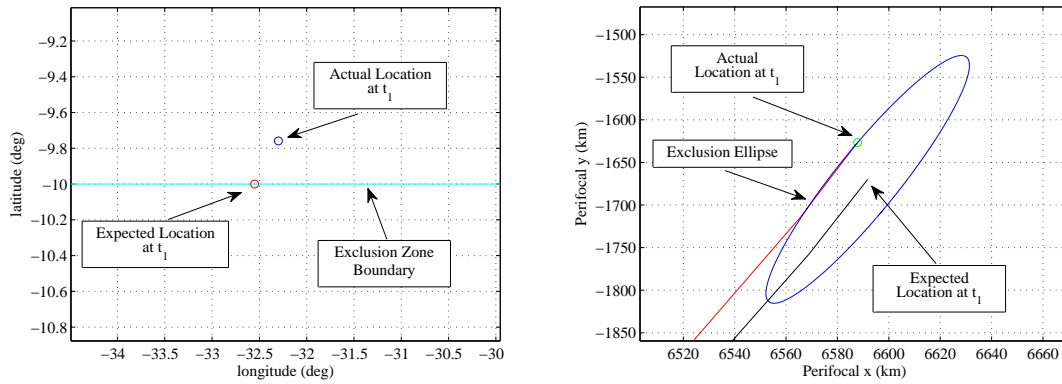 −9.2
−9.4
−9.6
−9.8
−10
−10.2
−10.4
−10.6
−10.8
latitude (deg)
Actual Location
at t1
Expected Location
at t1
Exclusion Zone
Boundary
−34 −33.5 −33 −32.5 −32 −31.5 −31 −30.5 −30
longitude (deg)
−1500
−1550
−1600
−1650
−1700
−1750
−1800
−1850
Perifocal y (km)
Actual
Location at t1
Exclusion Ellipse
Expected
Location at t1
6520 6540 6560 6580 6600 6620 6640 6660
Perifocal x (km)